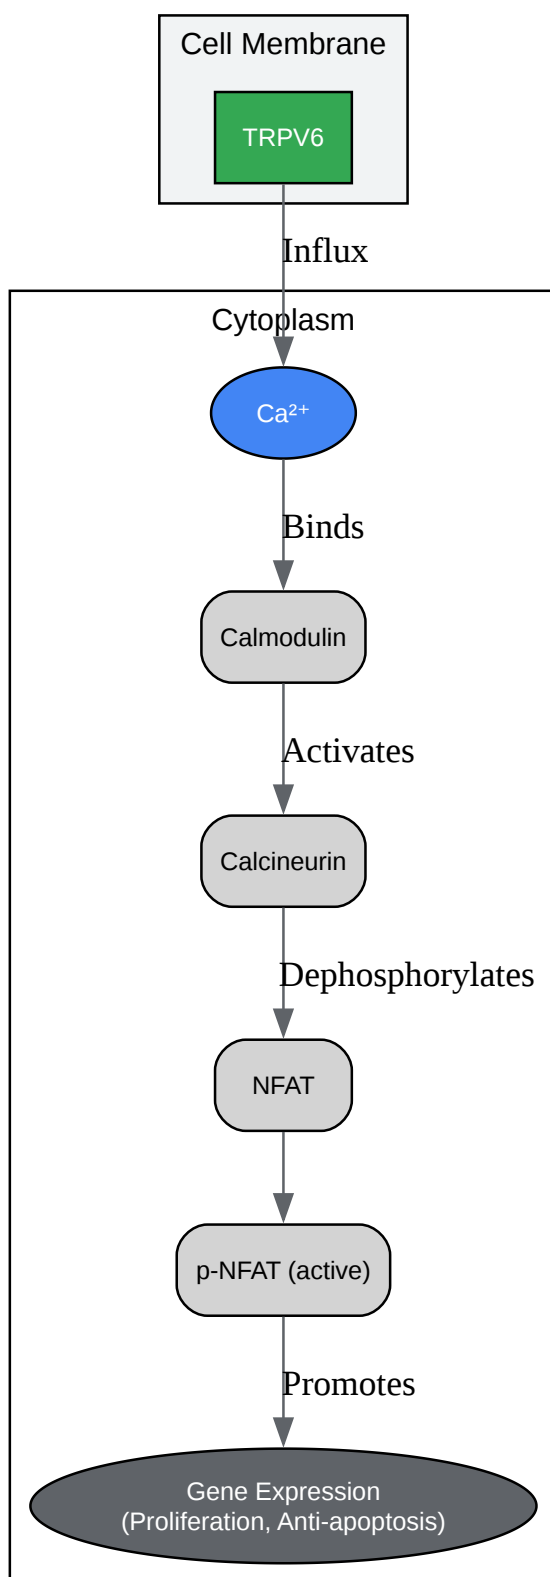 Cell Membrane
TRPV6
Influx
Cytoplasm
Ca²⁺
Binds
Calmodulin
Activates
Calcineurin
Dephosphorylates
NFAT
p-NFAT (active)
Promotes
Gene Expression
(Proliferation, Anti-apoptosis)